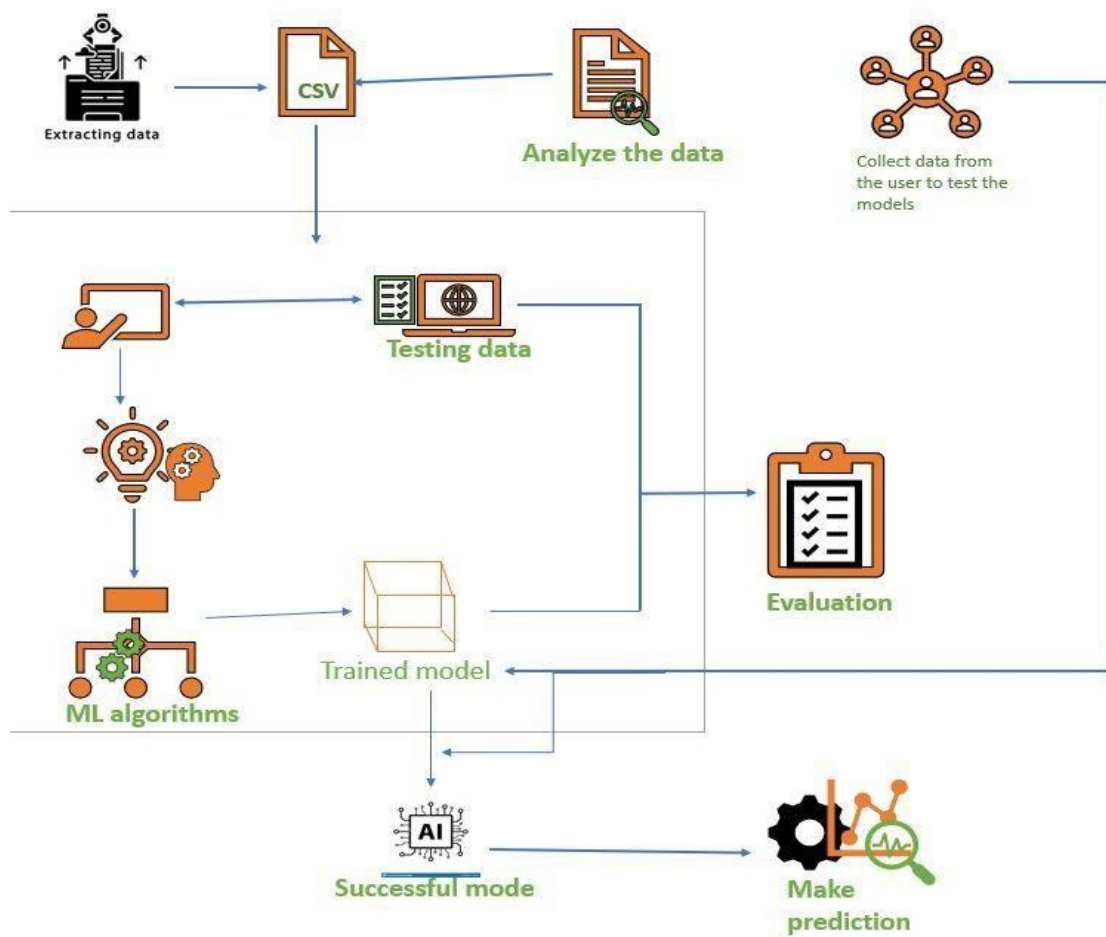 Extracting data
CSV
Analyze the data
Collect data from
the user to test the
models
Testing data
Evaluation
Trained model
ML algorithms
AI
Successful mode
Make
prediction